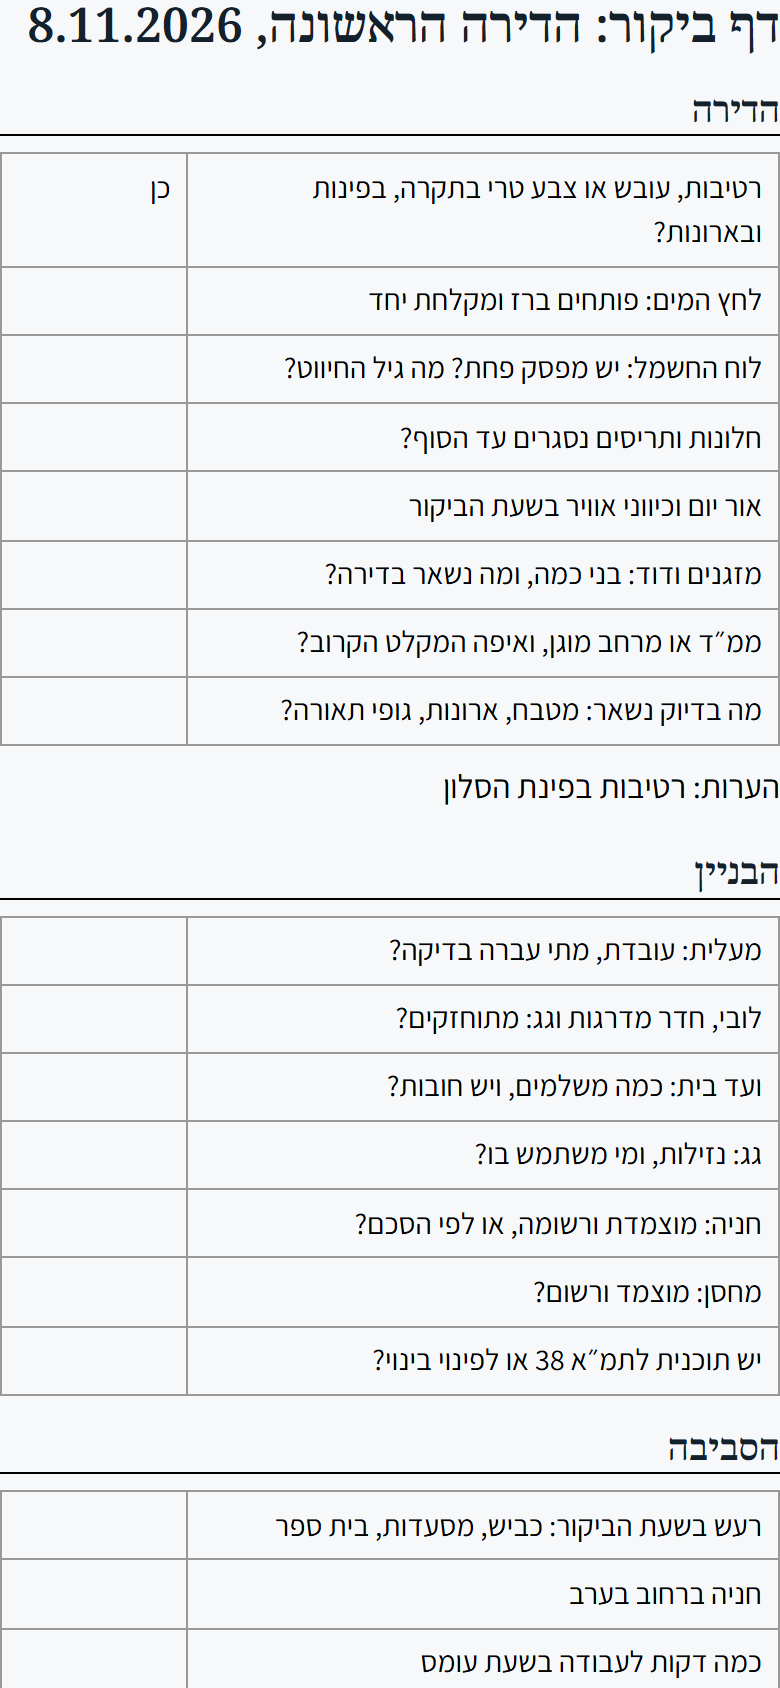 דף ביקור: הדירה הראשונה, 8.11.2026
הדירה
רטיבות, עובש או צבע טרי בתקרה, בפינות
ובארונות?
כן
לחץ המים: פותחים ברז ומקלחת יחד
לוח החשמל: יש מפסק פחת? מה גיל החיווט?
חלונות ותריסים נסגרים עד הסוף?
אור יום וכיווני אוויר בשעת הביקור
מזגנים ודוד: בני כמה, ומה נשאר בדירה?
ממ״ד או מרחב מוגן, ואיפה המקלט הקרוב?
מה בדיוק נשאר: מטבח, ארונות, גופי תאורה?
הערות: רטיבות בפינת הסלון
הבניין
מעלית: עובדת, מתי עברה בדיקה?
לובי, חדר מדרגות וגג: מתוחזקים?
ועד בית: כמה משלמים, ויש חובות?
גג: נזילות, ומי משתמש בו?
חניה: מוצמדת ורשומה, או לפי הסכם?
מחסן: מוצמד ורשום?
יש תוכנית לתמ״א 38 או לפינוי בינוי?
הסביבה
רעש בשעת הביקור: כביש, מסעדות, בית ספר
חניה ברחוב בערב
כמה דקות לעבודה בשעת עומס